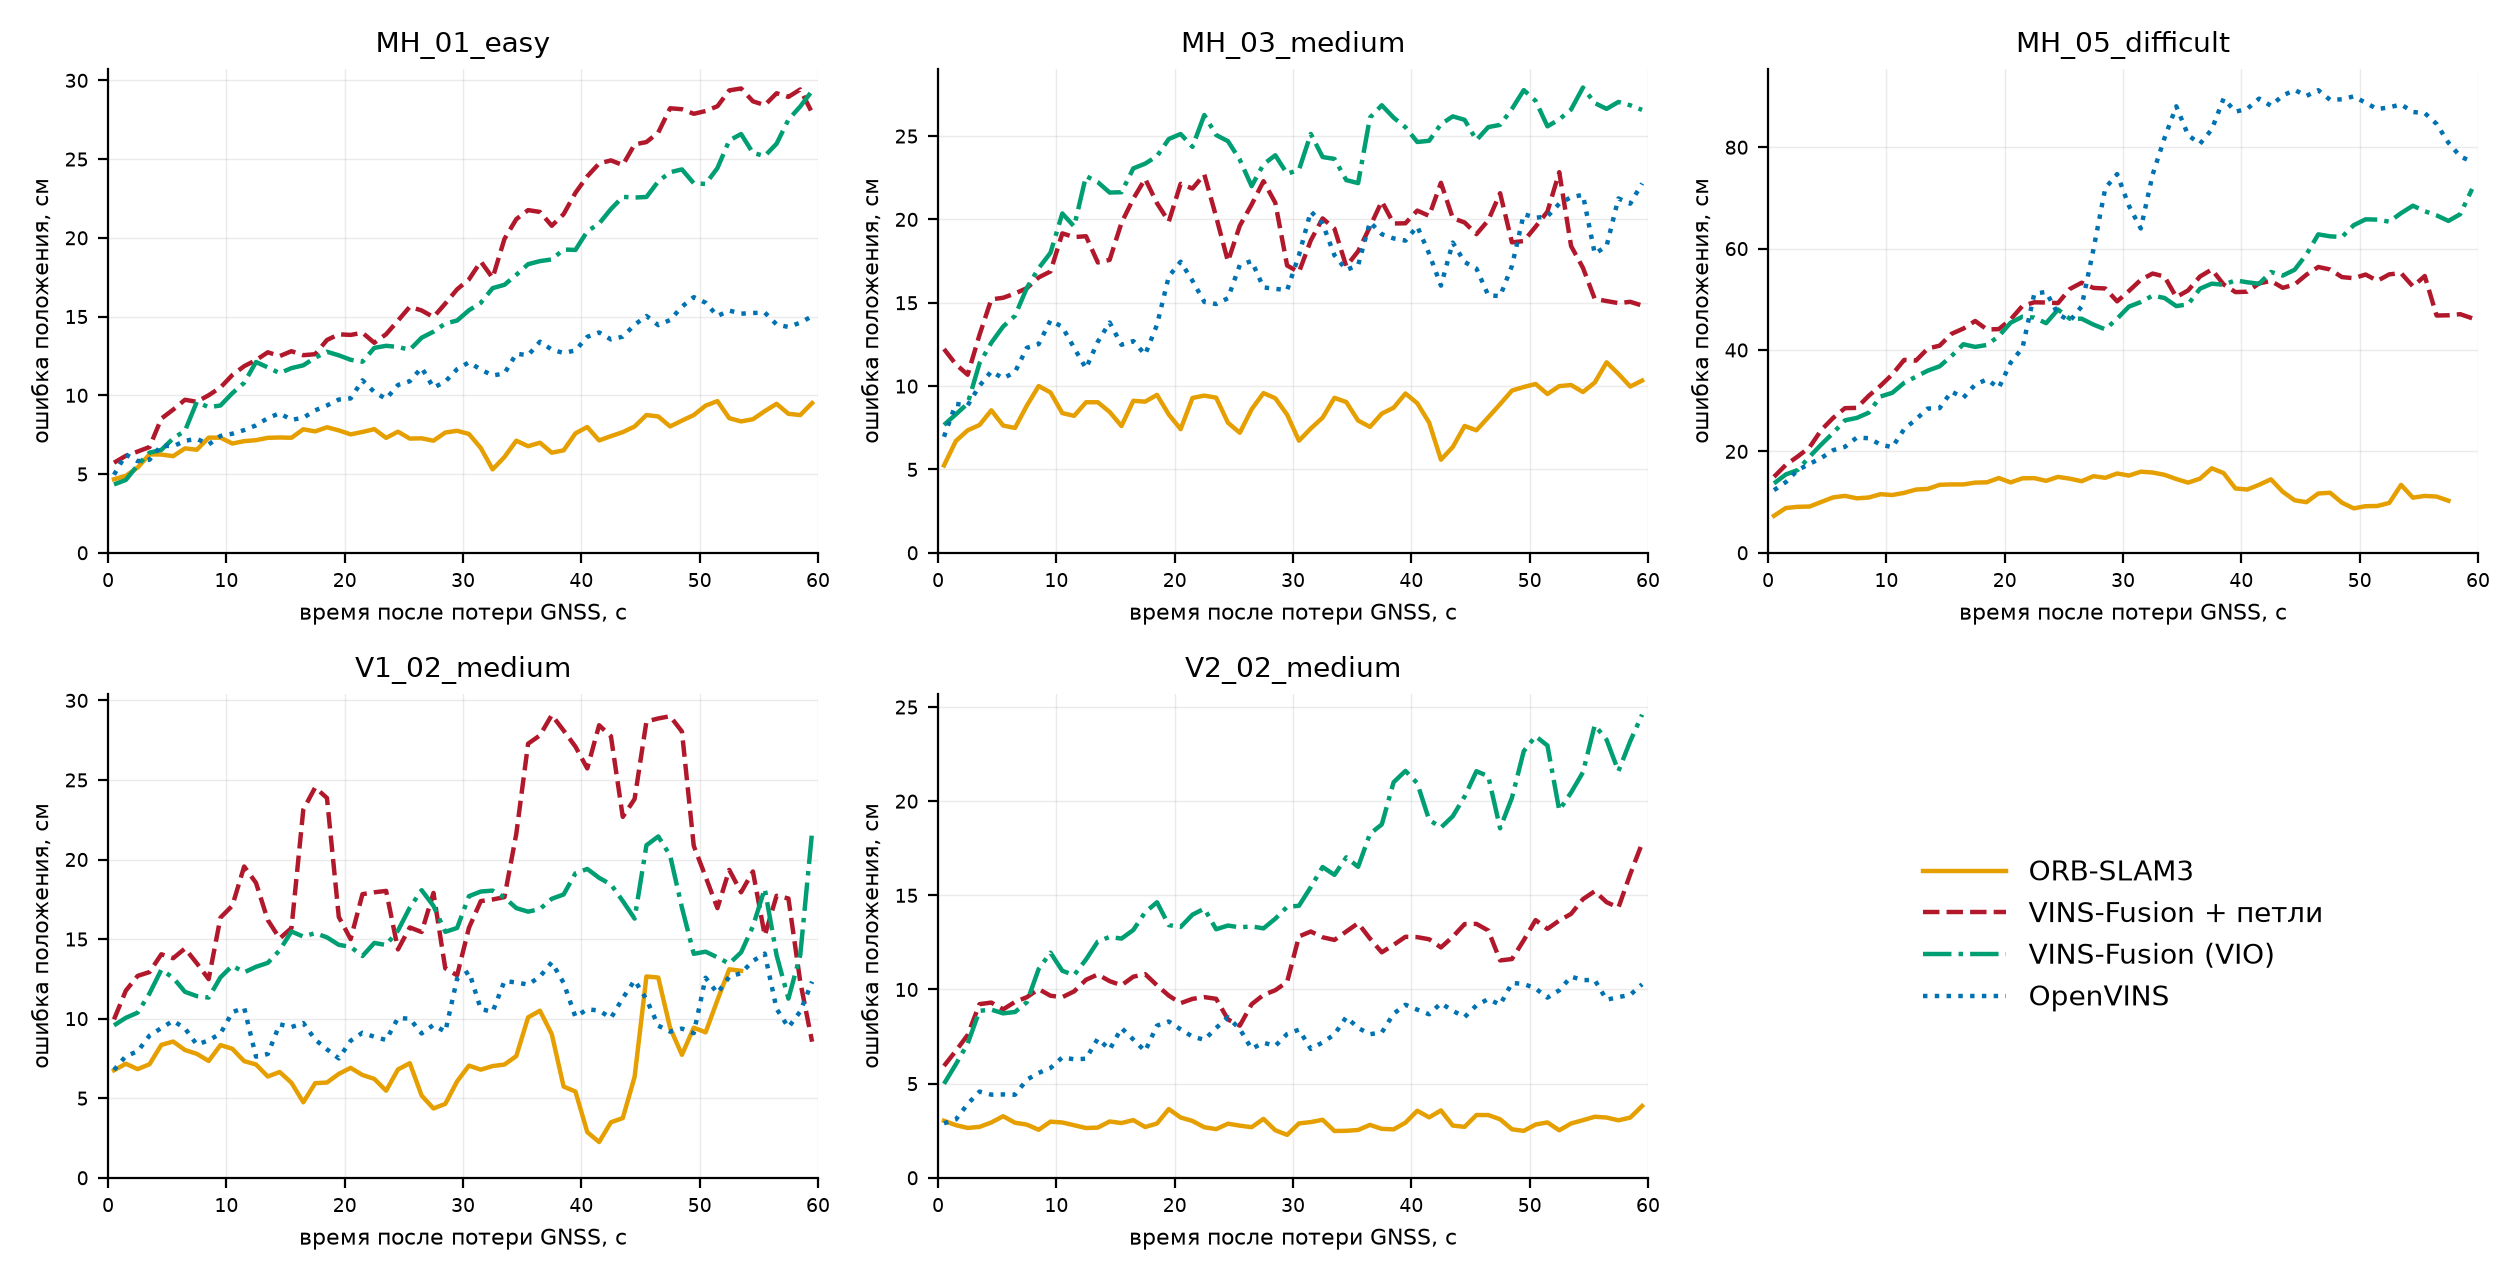 MH_01_easy
ошибка положения, см
30
25
20
15
10
5
0
0 10 20 30 40 50 60
время после потери GNSS, с
MH_03_medium
ошибка положения, см
25
20
15
10
5
0
0 10 20 30 40 50 60
время после потери GNSS, с
MH_05_difficult
ошибка положения, см
80
60
40
20
0
0 10 20 30 40 50 60
время после потери GNSS, с
V1_02_medium
ошибка положения, см
30
25
20
15
10
5
0
0 10 20 30 40 50 60
время после потери GNSS, с
V2_02_medium
ошибка положения, см
25
20
15
10
5
0
0 10 20 30 40 50 60
время после потери GNSS, с
ORB-SLAM3
VINS-Fusion + петли
VINS-Fusion (VIO)
OpenVINS